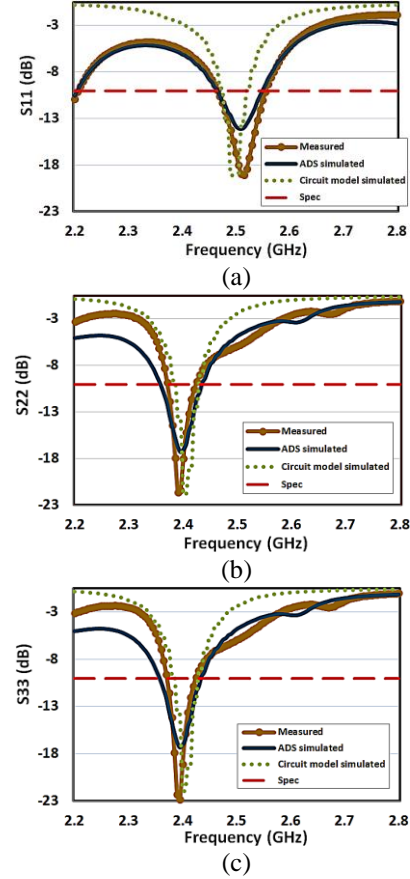 -3
-8
-13
-18
-23
S11 (dB)
Measured
ADS simulated
Circuit model simulated
Spec
2.2 2.3 2.4 2.5 2.6 2.7 2.8
Frequency (GHz)
(a)
-3
-8
-13
-18
-23
S22 (dB)
Measured
ADS simulated
Circuit model simulated
Spec
2.2 2.3 2.4 2.5 2.6 2.7 2.8
Frequency (GHz)
(b)
-3
-8
-13
-18
-23
S33 (dB)
Measured
ADS simulated
Circuit model simulated
Spec
2.2 2.3 2.4 2.5 2.6 2.7 2.8
Frequency (GHz)
(c)